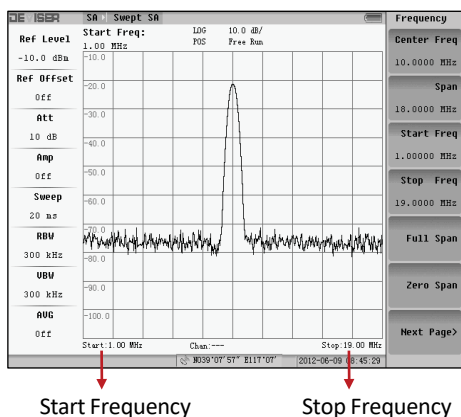 DEVISER
SA Swept SA
Frequency
Ref Level
-10.0 dBm
Ref Offset
Off
Att
10 dB
Amp
Off
Sweep
20 ms
RBW
300 kHz
VBW
300 kHz
AVG
Off
Start Freq:
1.00 MHz
LOG 10.0 dB/
POS Free Run
-10.0
-20.0
-30.0
-40.0
-50.0
-60.0
-70.0
-90.0
-100.0
Start:1.00 MHz Chan:--- Stop:19.00 MHz
N039°07'57" E117°07' 2012-06-09 08:45:29
Center Freq
10.0000 MHz
Span
18.0000 MHz
Start Freq
1.00000 MHz
Stop Freq
19.0000 MHz
Full Span
Zero Span
Next Page>
Start Frequency Stop Frequency